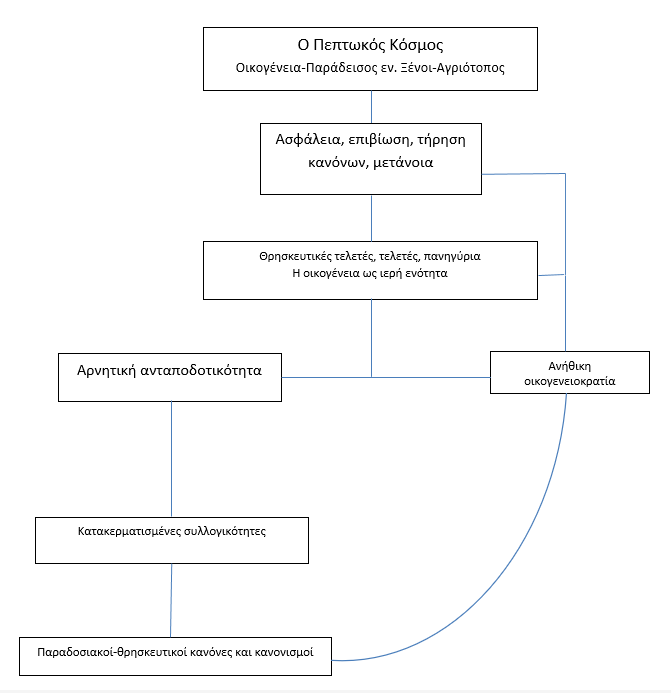 Ο Πεπτωκός Κόσμος
Οικογένεια-Παράδεισος εν. Ξένοι-Αγριότοπος
Ασφάλεια, επιβίωση, τήρηση
κανόνων, μετάνοια
Θρησκευτικές τελετές, τελετές, πανηγύρια
Η οικογένεια ως ιερή ενότητα
Αρνητική ανταποδοτικότητα
Ανήθικη
οικογενειοκρατία
Κατακερματισμένες συλλογικότητες
Παραδοσιακοί-θρησκευτικοί κανόνες και κανονισμοί